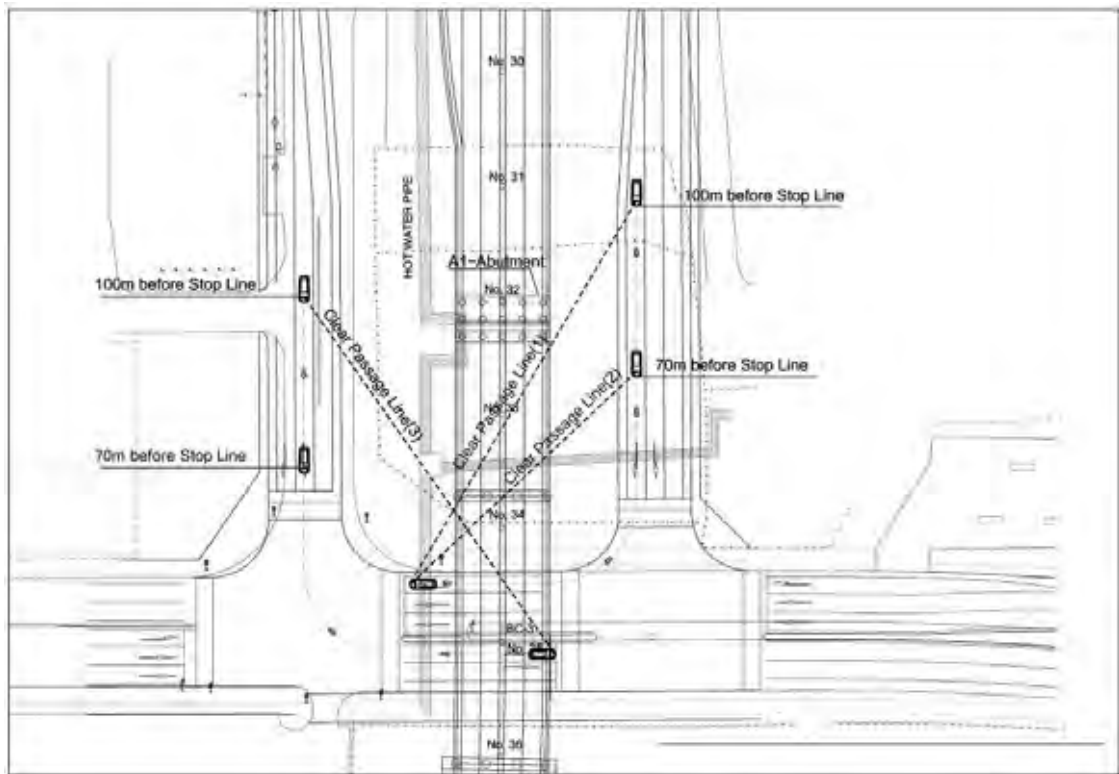 No. 30
No. 31
HOT WATER PIPE
100m before Stop Line
A1-Abutment
100m before Stop Line
No. 32
Clear Passage Line(1)
Clear Passage Line(3)
Clear Passage Line(2)
70m before Stop Line
70m before Stop Line
No. 34
No. 36